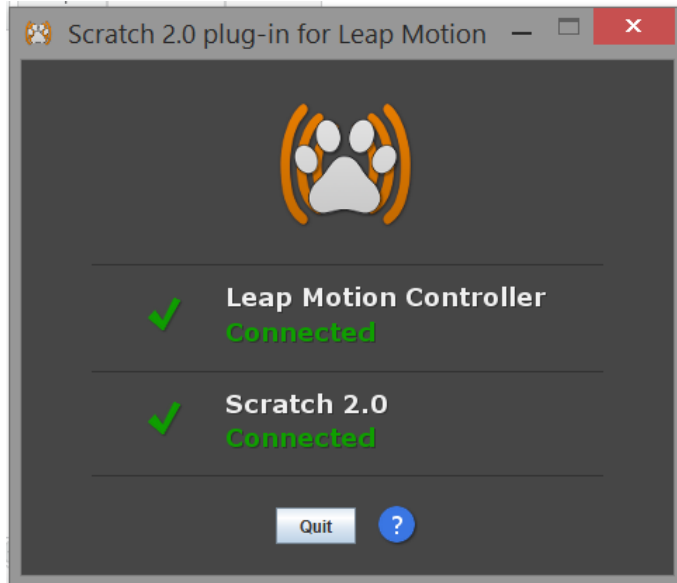 Scratch 2.0 plug-in for Leap Motion
Leap Motion Controller
Connected
Scratch 2.0
Connected
Quit
?